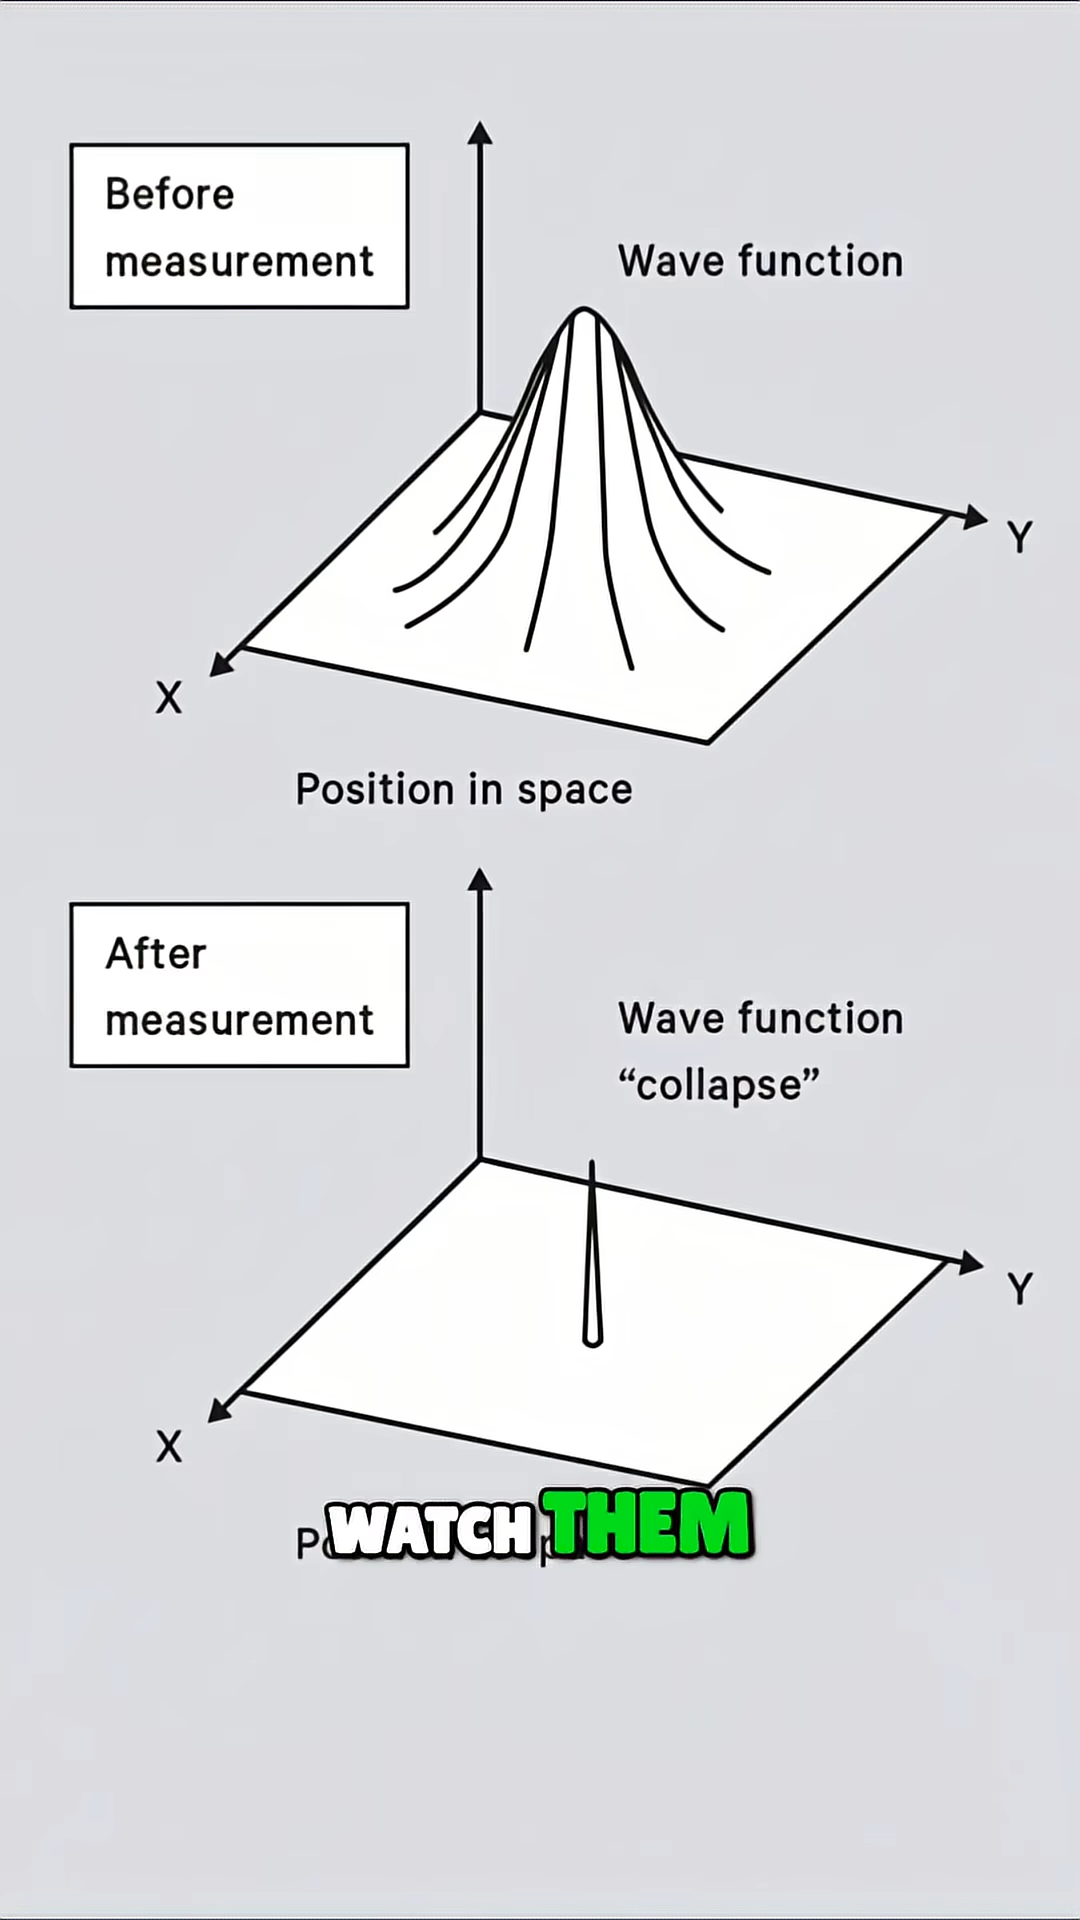 Before
measurement
Wave function
Y
X
Position in space
After
measurement
Wave function
“collapse”
Y
X
WATCH THEM